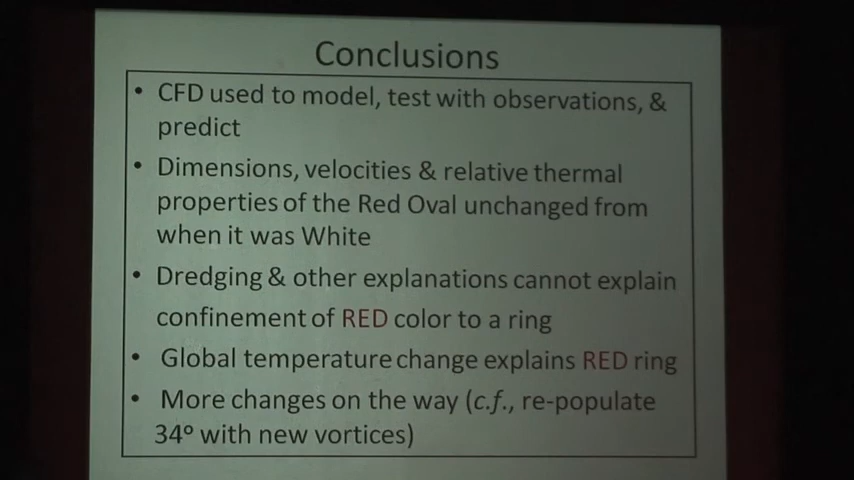 Conclusions
• CFD used to model, test with observations, &
predict
• Dimensions, velocities & relative thermal
properties of the Red Oval unchanged from
when it was White
• Dredging & other explanations cannot explain
confinement of RED color to a ring
• Global temperature change explains RED ring
• More changes on the way (c.f., re-populate
34º with new vortices)